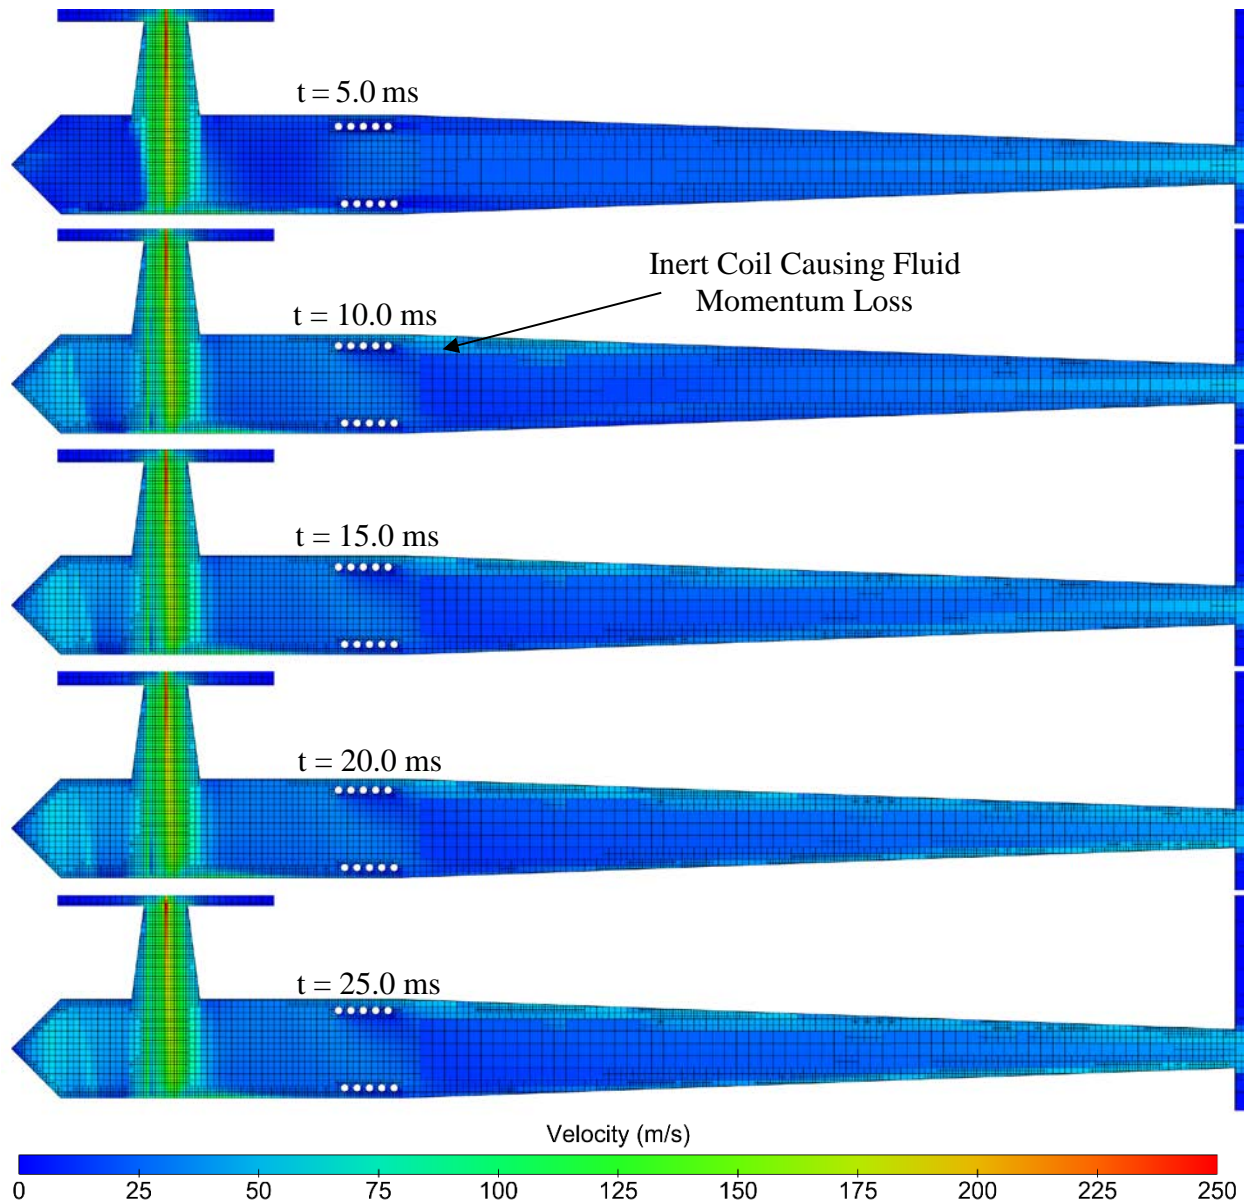 t = 5.0 ms
Inert Coil Causing Fluid
Momentum Loss
t = 10.0 ms
t = 15.0 ms
t = 20.0 ms
t = 25.0 ms
Velocity (m/s)
0 25 50 75 100 125 150 175 200 225 250